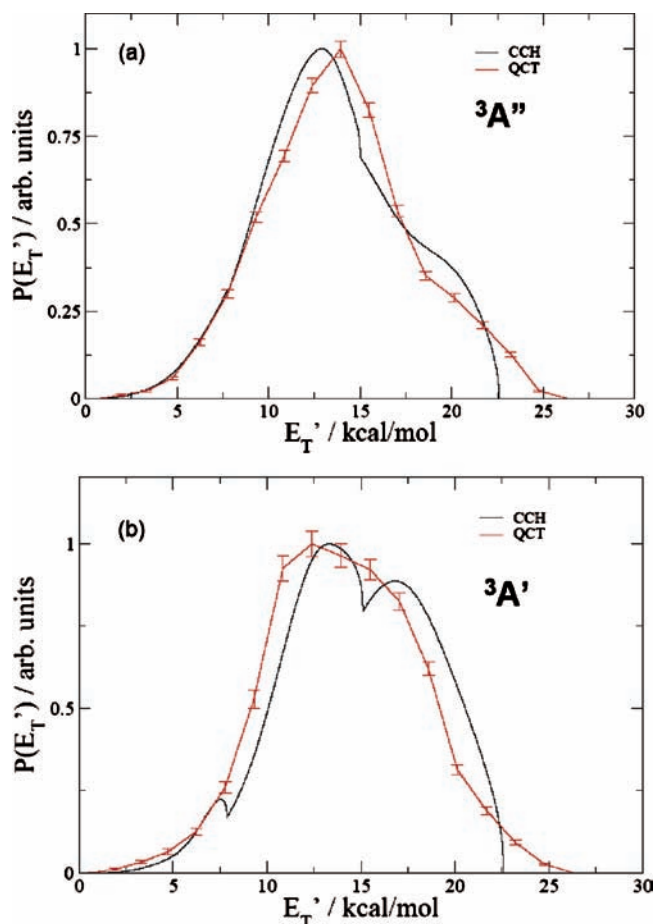 (a)
CCH
QCT
³A”
P(E_T’) / arb. units
1
0.75
0.5
0.25
0
0 5 10 15 20 25 30
E_T’ / kcal/mol
(b)
CCH
QCT
³A’
P(E_T’) / arb. units
1
0.5
0
0 5 10 15 20 25 30
E_T’ / kcal/mol